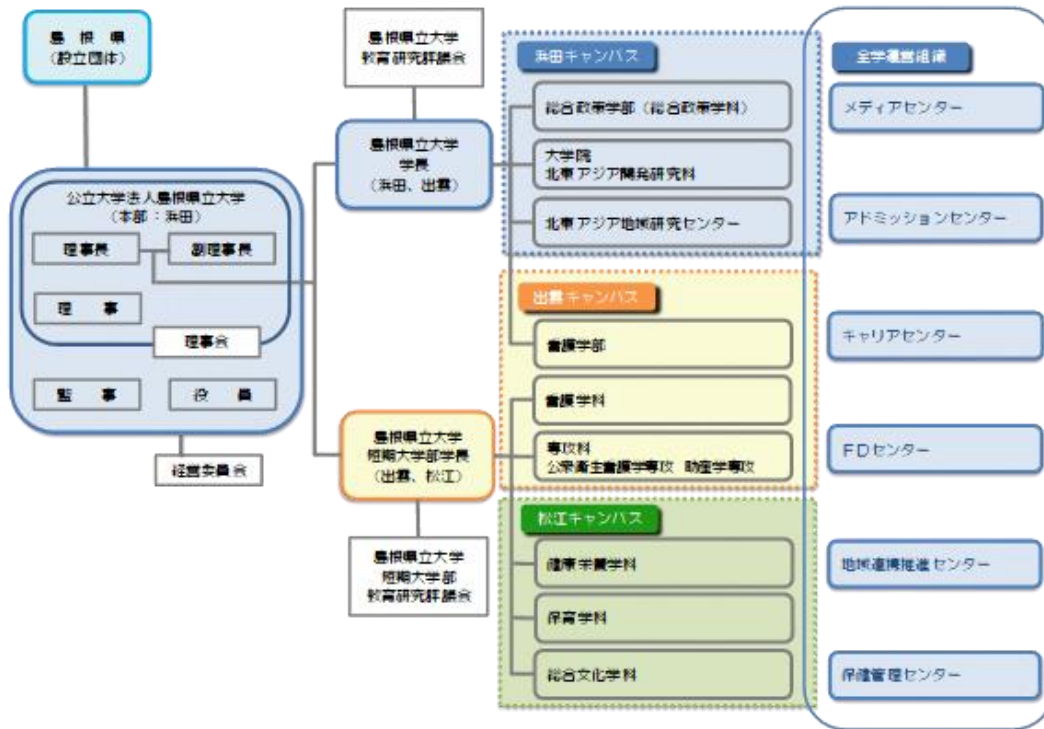 島根県
(設立団体)
公立大学法人島根県立大学
(本部：浜田)
理事長
副理事長
理事
理事会
監事
役員
経営委員会
島根県立大学
教育研究評議会
島根県立大学
学長
(浜田、出雲)
島根県立大学
短期大学部学長
(出雲、松江)
島根県立大学
短期大学部
教育研究評議会
浜田キャンパス
総合政策学部（総合政策学科）
大学院
北東アジア開発研究科
北東アジア地域研究センター
出雲キャンパス
看護学部
看護学科
専攻科
公衆衛生看護学専攻 助産学専攻
松江キャンパス
健康栄養学科
保育学科
総合文化学科
全学運営組織
メディアセンター
アドミッションセンター
キャリアセンター
ＦＤセンター
地域連携推進センター
保健管理センター